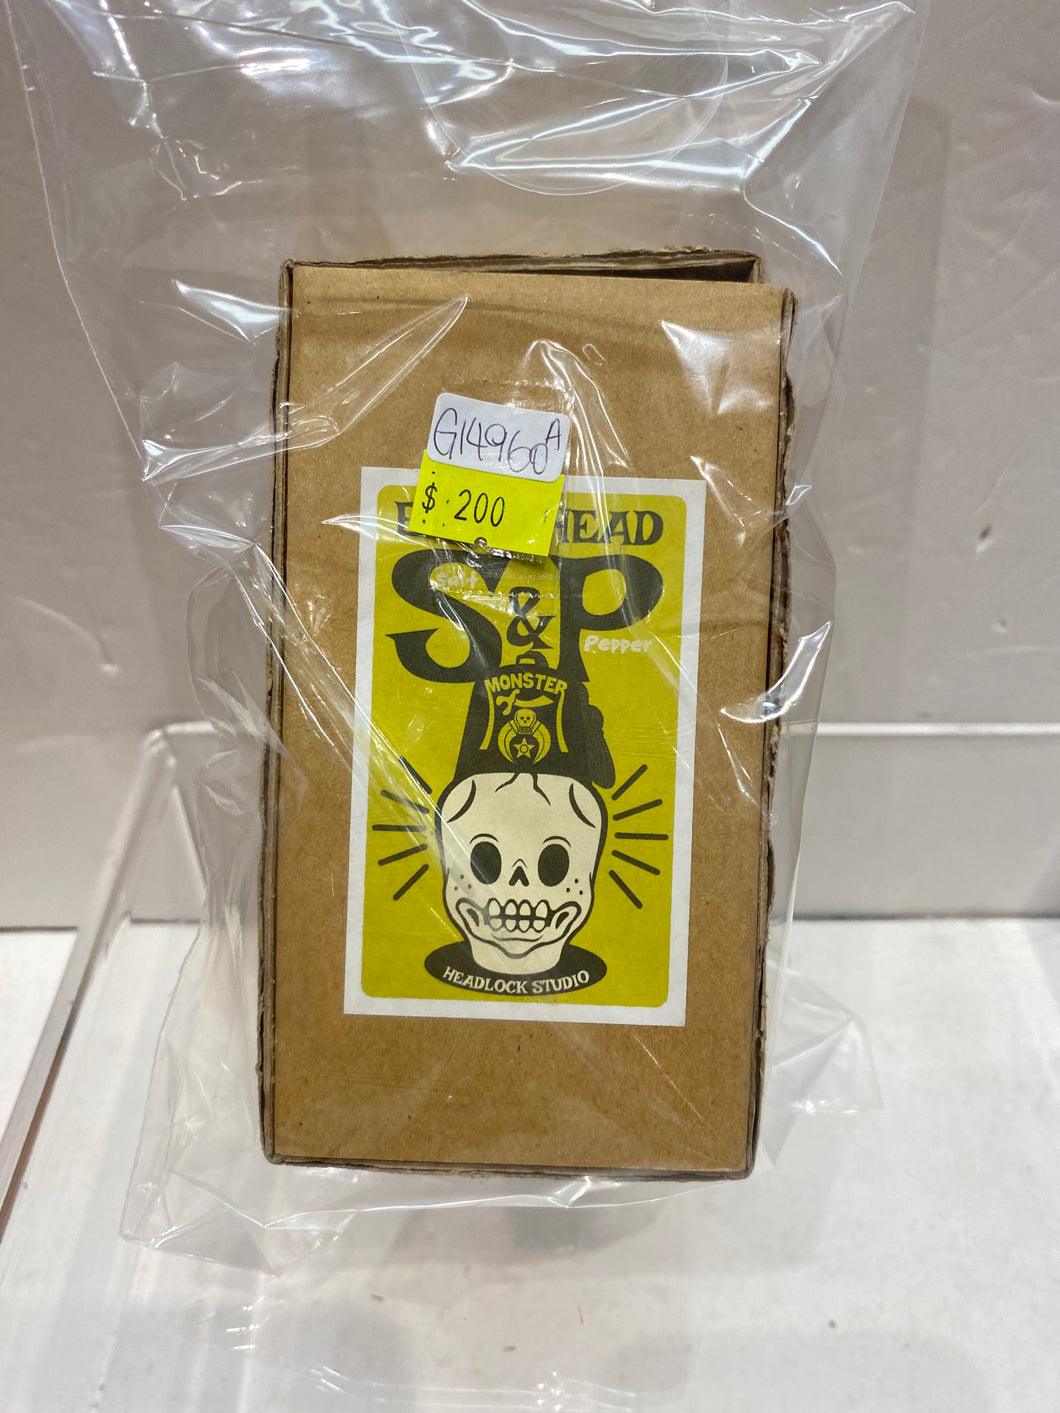 G14960A
$ 200
HEAD
S&P
Salt
Pepper
MONSTER
HEADLOCK STUDIO